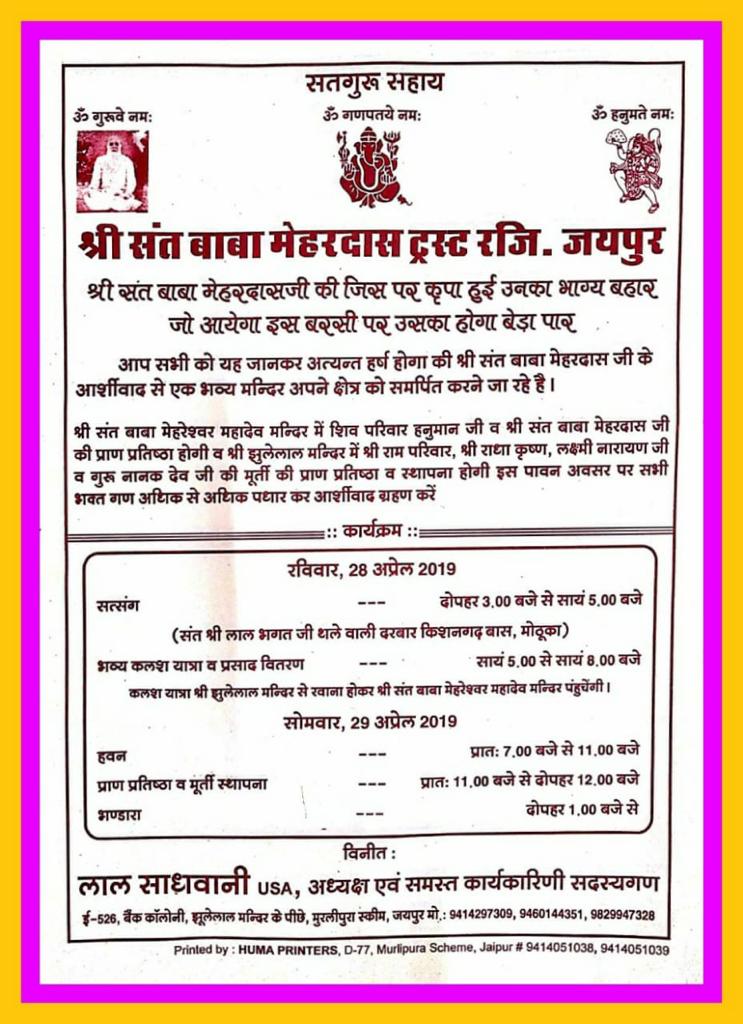 सतगुरू सहाय
ॐ गुरूवे नमः
ॐ गणपतये नमः
ॐ हनुमते नमः
श्री संत बाबा मेहरदास ट्रस्ट रजि. जयपुर
श्री संत बाबा मेहरदासजी की जिस पर कृपा हुई उनका भाग्य बहार
जो आयेगा इस बरसी पर उसका होगा बेड़ा पार
आप सभी को यह जानकर अत्यन्त हर्ष होगा की श्री संत बाबा मेहरदास जी के
आर्शीवाद से एक भव्य मन्दिर अपने क्षेत्र को समर्पित करने जा रहे है।
श्री संत बाबा मेहरेश्वर महादेव मन्दिर में शिव परिवार हनुमान जी व श्री संत बाबा मेहरदास जी
की प्राण प्रतिष्ठा होगी व श्री झुलेलाल मन्दिर में श्री राम परिवार, श्री राधा कृष्ण, लक्ष्मी नारायण जी
व गुरू नानक देव जी की मूर्ती की प्राण प्रतिष्ठा व स्थापना होगी इस पावन अवसर पर सभी
भक्त गण अधिक से अधिक पधार कर आर्शीवाद ग्रहण करें
:: कार्यक्रम ::
रविवार, 28 अप्रेल 2019
सत्संग --- दोपहर 3.00 बजे से सायं 5.00 बजे
(संत श्री लाल भगत जी थले वाली दरबार किशनगढ़ बास, मोठूका)
भव्य कलश यात्रा व प्रसाद वितरण --- सायं 5.00 से सायं 8.00 बजे
कलश यात्रा श्री झुलेलाल मन्दिर से रवाना होकर श्री संत बाबा मेहरेश्वर महादेव मन्दिर पंहुचेंगी।
सोमवार, 29 अप्रेल 2019
हवन --- प्रातः 7.00 बजे से 11.00 बजे
प्राण प्रतिष्ठा व मूर्ती स्थापना --- प्रातः 11.00 बजे से दोपहर 12.00 बजे
भण्डारा --- दोपहर 1.00 बजे से
विनीत :
लाल साधवानी USA, अध्यक्ष एवं समस्त कार्यकारिणी सदस्यगण
ई-526, बैंक कॉलोनी, झूलेलाल मन्दिर के पीछे, मुरलीपुरा स्कीम, जयपुर मो.: 9414297309, 9460144351, 9829947328
Printed by : HUMA PRINTERS, D-77, Murlipura Scheme, Jaipur # 9414051038, 9414051039